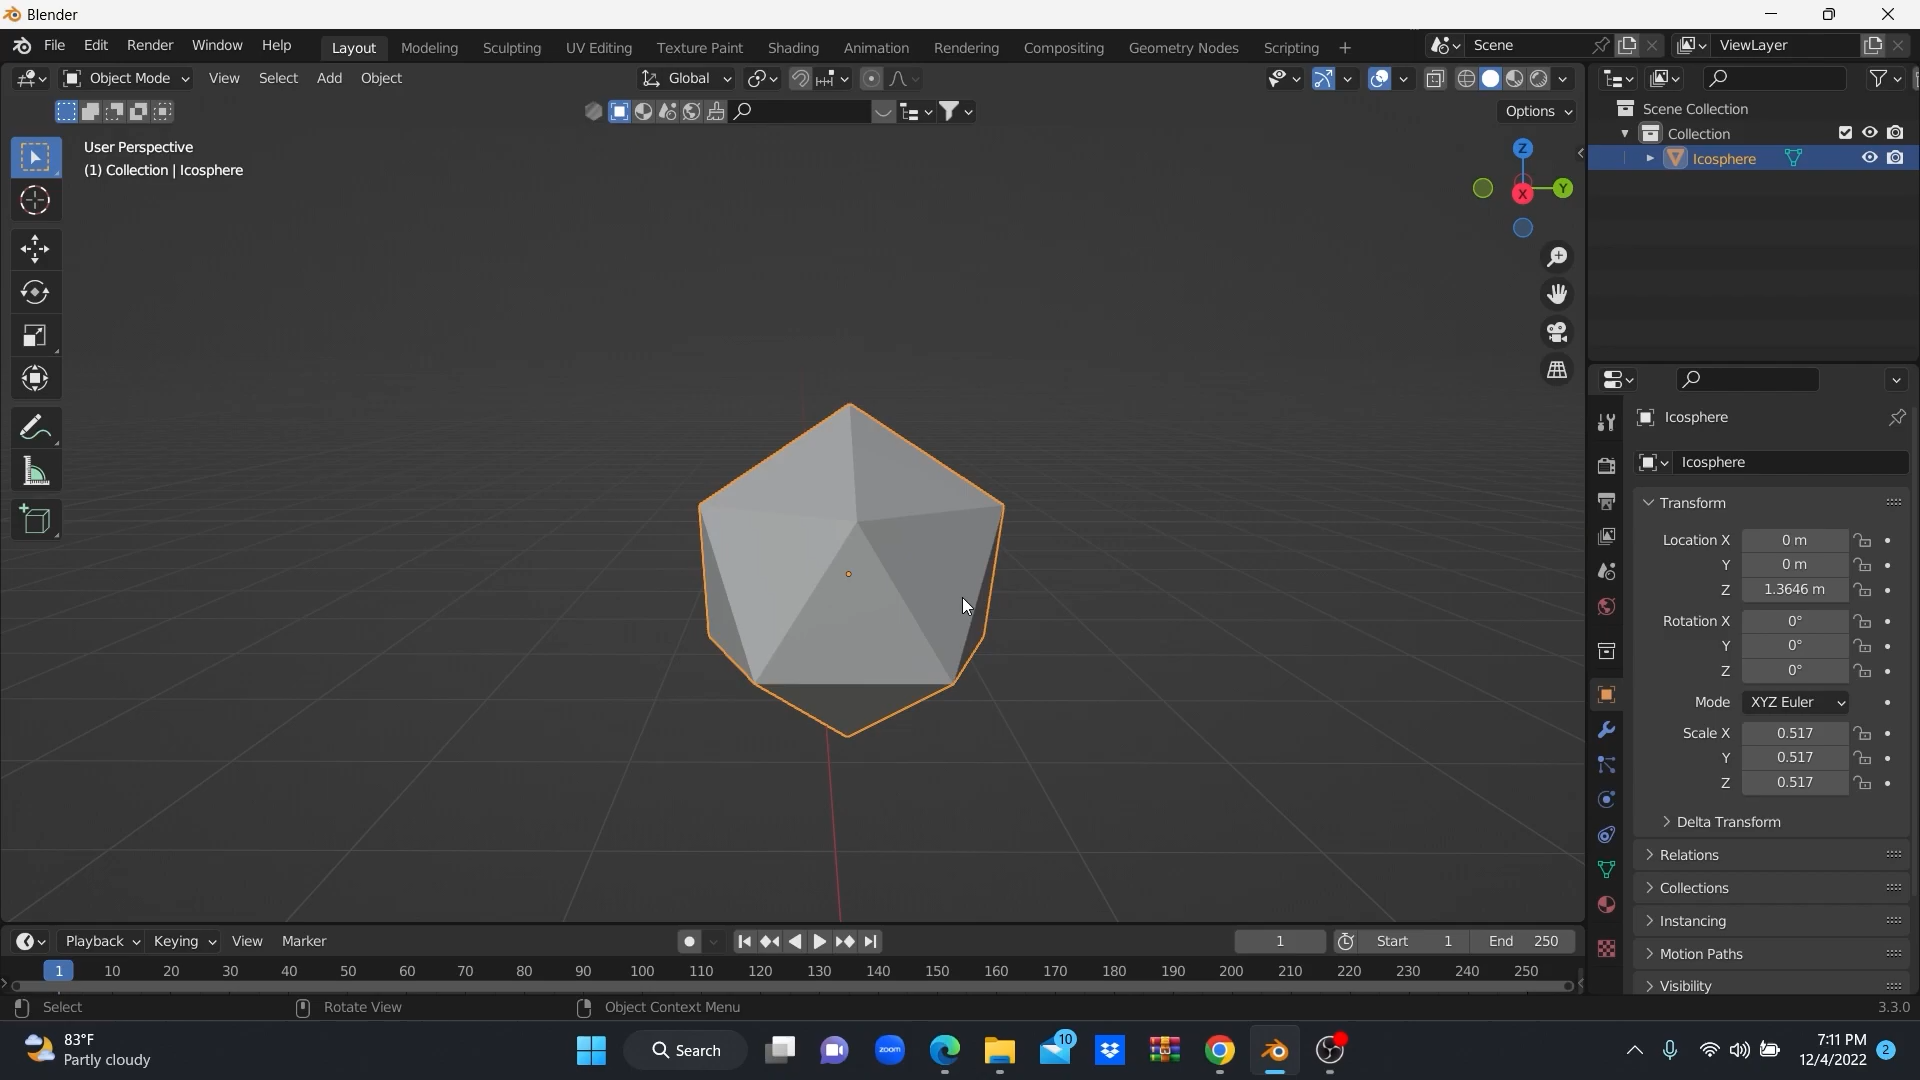 Blender
File Edit Render Window Help Layout Modeling Sculpting UV Editing Texture Paint Shading Animation Rendering Compositing Geometry Nodes Scripting + Scene ViewLayer
Object Mode View Select Add Object Global
Options
User Perspective
(1) Collection | Icosphere
Z
Y
X
Scene Collection
Collection
Icosphere
Icosphere
Icosphere
Transform
Location X 0 m
Y 0 m
Z 1.3646 m
Rotation X 0°
Y 0°
Z 0°
Mode XYZ Euler
Scale X 0.517
Y 0.517
Z 0.517
Delta Transform
Relations
Collections
Instancing
Motion Paths
Visibility
Playback Keying View Marker 1 Start 1 End 250
1 10 20 30 40 50 60 70 80 90 100 110 120 130 140 150 160 170 180 190 200 210 220 230 240 250
Select Rotate View Object Context Menu 3.3.0
83°F
Partly cloudy
Search
zoom
10
7:11 PM
12/4/2022
2